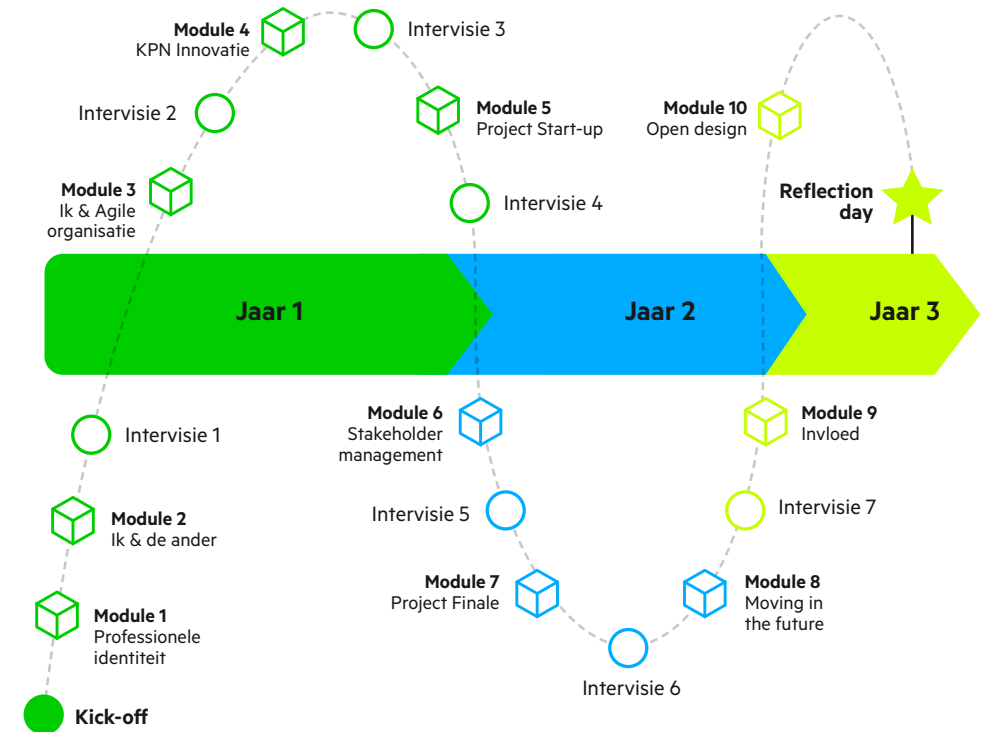 Module 4
KPN Innovatie
Intervisie 3
Intervisie 2
Module 5
Project Start-up
Module 10
Open design
Module 3
Ik & Agile
organisatie
Intervisie 4
Reflection
day
Jaar 1
Jaar 2
Jaar 3
Intervisie 1
Module 6
Stakeholder
management
Module 9
Invloed
Module 2
Ik & de ander
Intervisie 5
Intervisie 7
Module 1
Professionele
identiteit
Module 7
Project Finale
Module 8
Moving in
the future
Intervisie 6
Kick-off